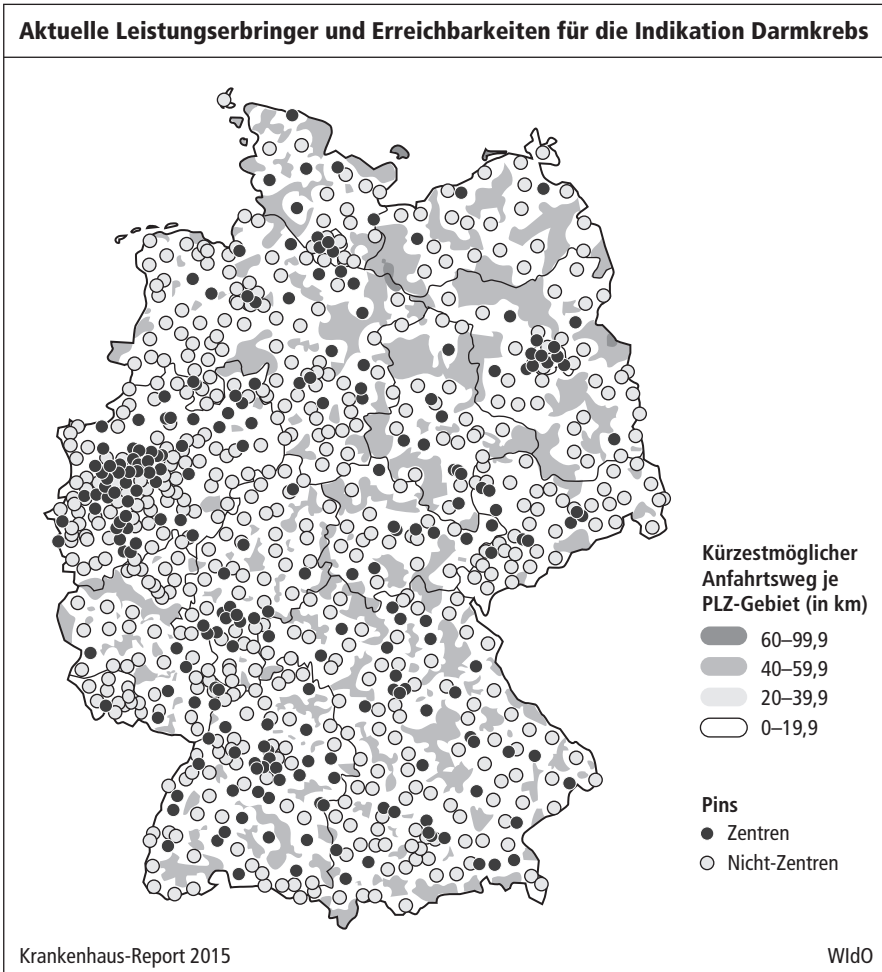 Aktuelle Leistungserbringer und Erreichbarkeiten für die Indikation Darmkrebs
Kürzestmöglicher
Anfahrtsweg je
PLZ-Gebiet (in km)
60–99,9
40–59,9
20–39,9
0–19,9
Pins
Zentren
Nicht-Zentren
Krankenhaus-Report 2015
WIdO